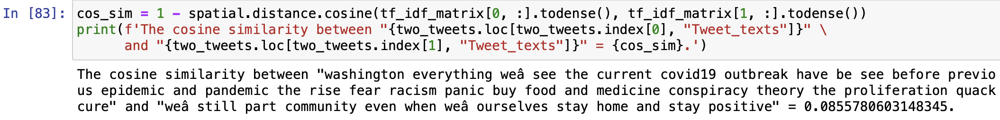 In [83]: cos_sim = 1 - spatial.distance.cosine(tf_idf_matrix[0, :].todense(), tf_idf_matrix[1, :].todense())
print(f'The cosine similarity between "{two_tweets.loc[two_tweets.index[0], "Tweet_texts"]}" \
and "{two_tweets.loc[two_tweets.index[1], "Tweet_texts"]}" = {cos_sim}.')
The cosine similarity between "washington everything weâ see the current covid19 outbreak have be see before previo
us epidemic and pandemic the rise fear racism panic buy food and medicine conspiracy theory the proliferation quack
cure" and "weâ still part community even when weâ ourselves stay home and stay positive" = 0.0855780603148345.